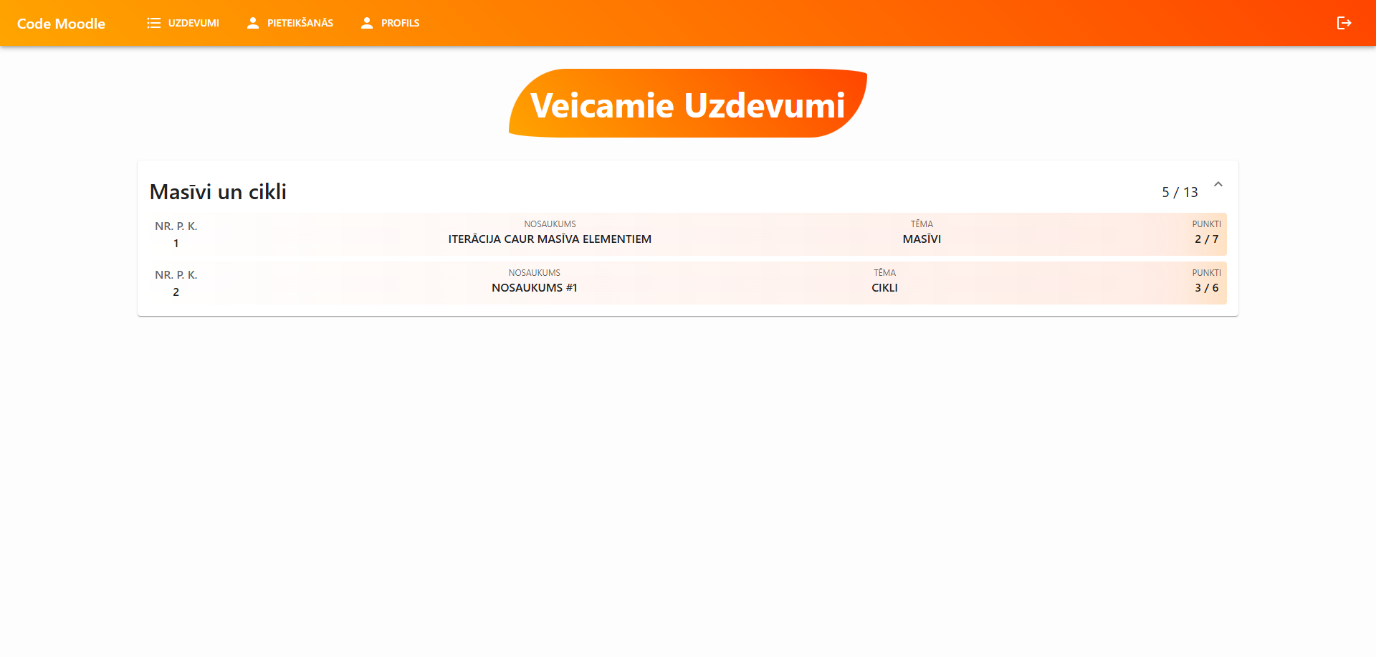 Code Moodle UZDEVUMI PIETEIKŠANĀS PROFILS
Veicamie Uzdevumi
Masīvi un cikli 5 / 13
NR. P. K. NOSAUKUMS TĒMA PUNKTI
1 ITERĀCIJA CAUR MASĪVA ELEMENTIEM MASĪVI 2 / 7
NR. P. K. NOSAUKUMS TĒMA PUNKTI
2 NOSAUKUMS #1 CIKLI 3 / 6